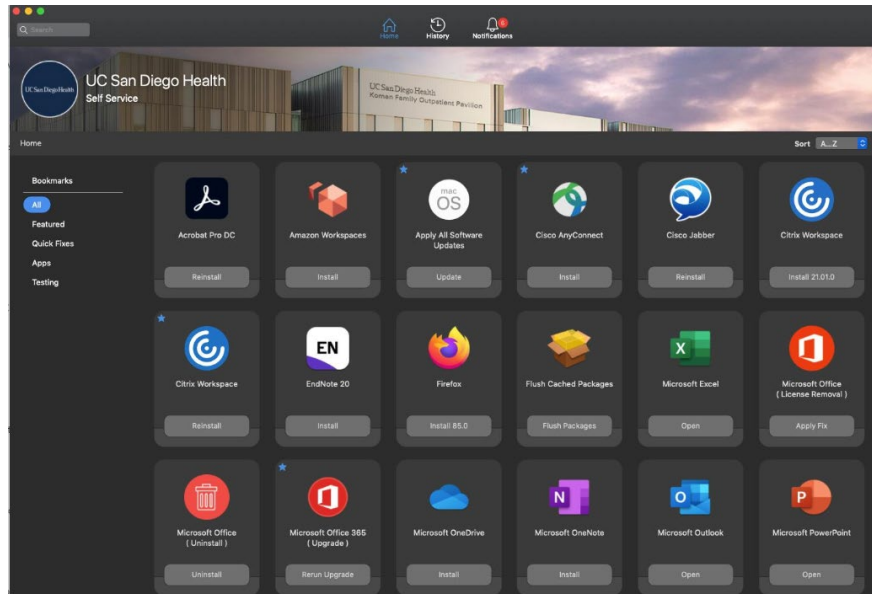 Search
Home
History
6
Notifications
UC San Diego Health
UC San Diego Health
Self Service
UC San Diego Health
Koman Family Outpatient Pavilion
Home
Sort
A...Z
Bookmarks
All
Featured
Quick Fixes
Apps
Testing
Acrobat Pro DC
Reinstall
Amazon Workspaces
Install
mac
OS
Apply All Software
Updates
Update
Cisco AnyConnect
Install
Cisco Jabber
Reinstall
Citrix Workspace
Install 21.01.0
Citrix Workspace
Reinstall
EN
EndNote 20
Install
Firefox
Install 85.0
Flush Cached Packages
Flush Packages
X
Microsoft Excel
Open
Microsoft Office
( License Removal )
Apply Fix
Microsoft Office
( Uninstall )
Uninstall
Microsoft Office 365
( Upgrade )
Rerun Upgrade
Microsoft OneDrive
Install
N
Microsoft OneNote
Install
O
Microsoft Outlook
Open
P
Microsoft PowerPoint
Open